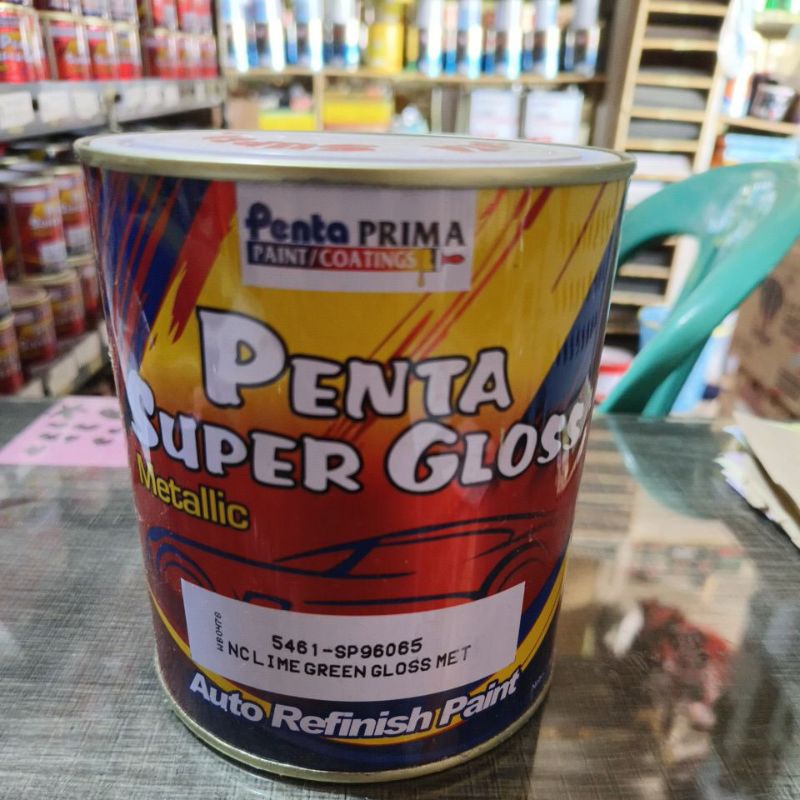 Penta PRIMA
PAINT/COATINGS
PENTA
SUPER GLOSS
Metallic
5461-SP96065
NC LIME GREEN GLOSS MET
Auto Refinish Paint